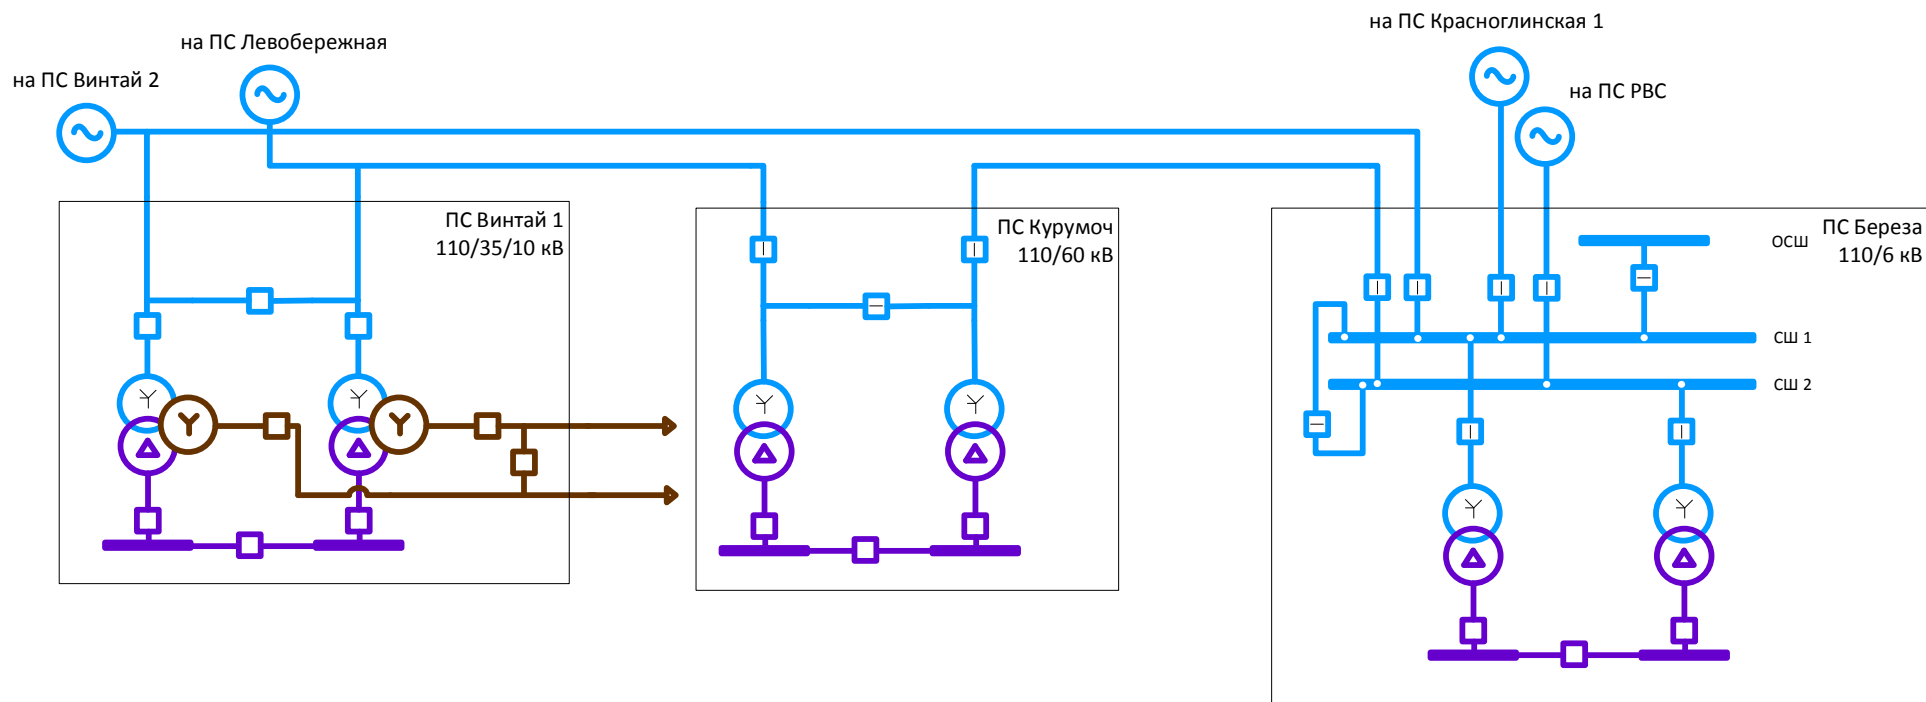 на ПС Красноглинская 1
на ПС Левобережная
на ПС Винтай 2
на ПС РВС
ПС Винтай 1
110/35/10 кВ
ПС Курумоч
110/60 кВ
ПС Береза
110/6 кВ
ОСШ
СШ 1
СШ 2